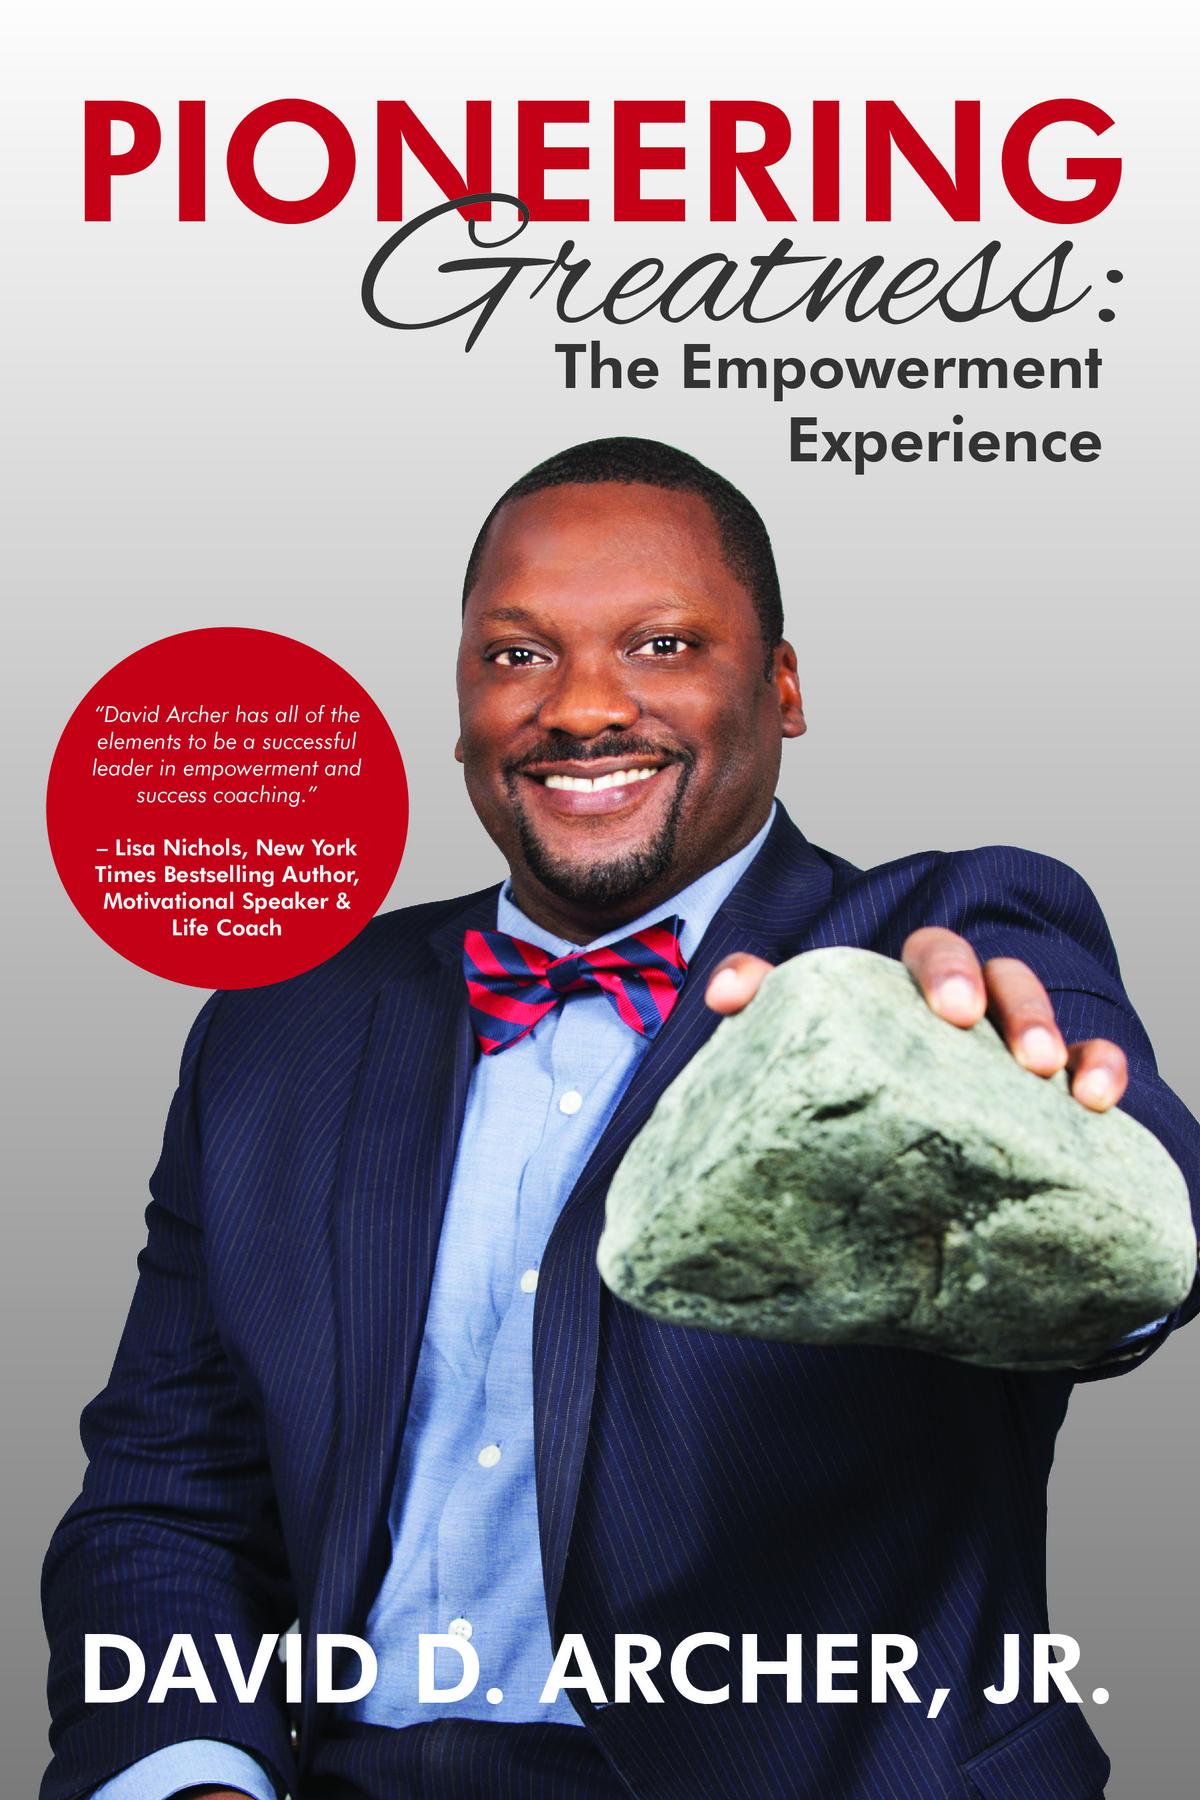 PIONEERING
Greatness:
The Empowerment
Experience
“David Archer has all of the
elements to be a successful
leader in empowerment and
success coaching.”
– Lisa Nichols, New York
Times Bestselling Author,
Motivational Speaker &
Life Coach
DAVID D. ARCHER, JR.